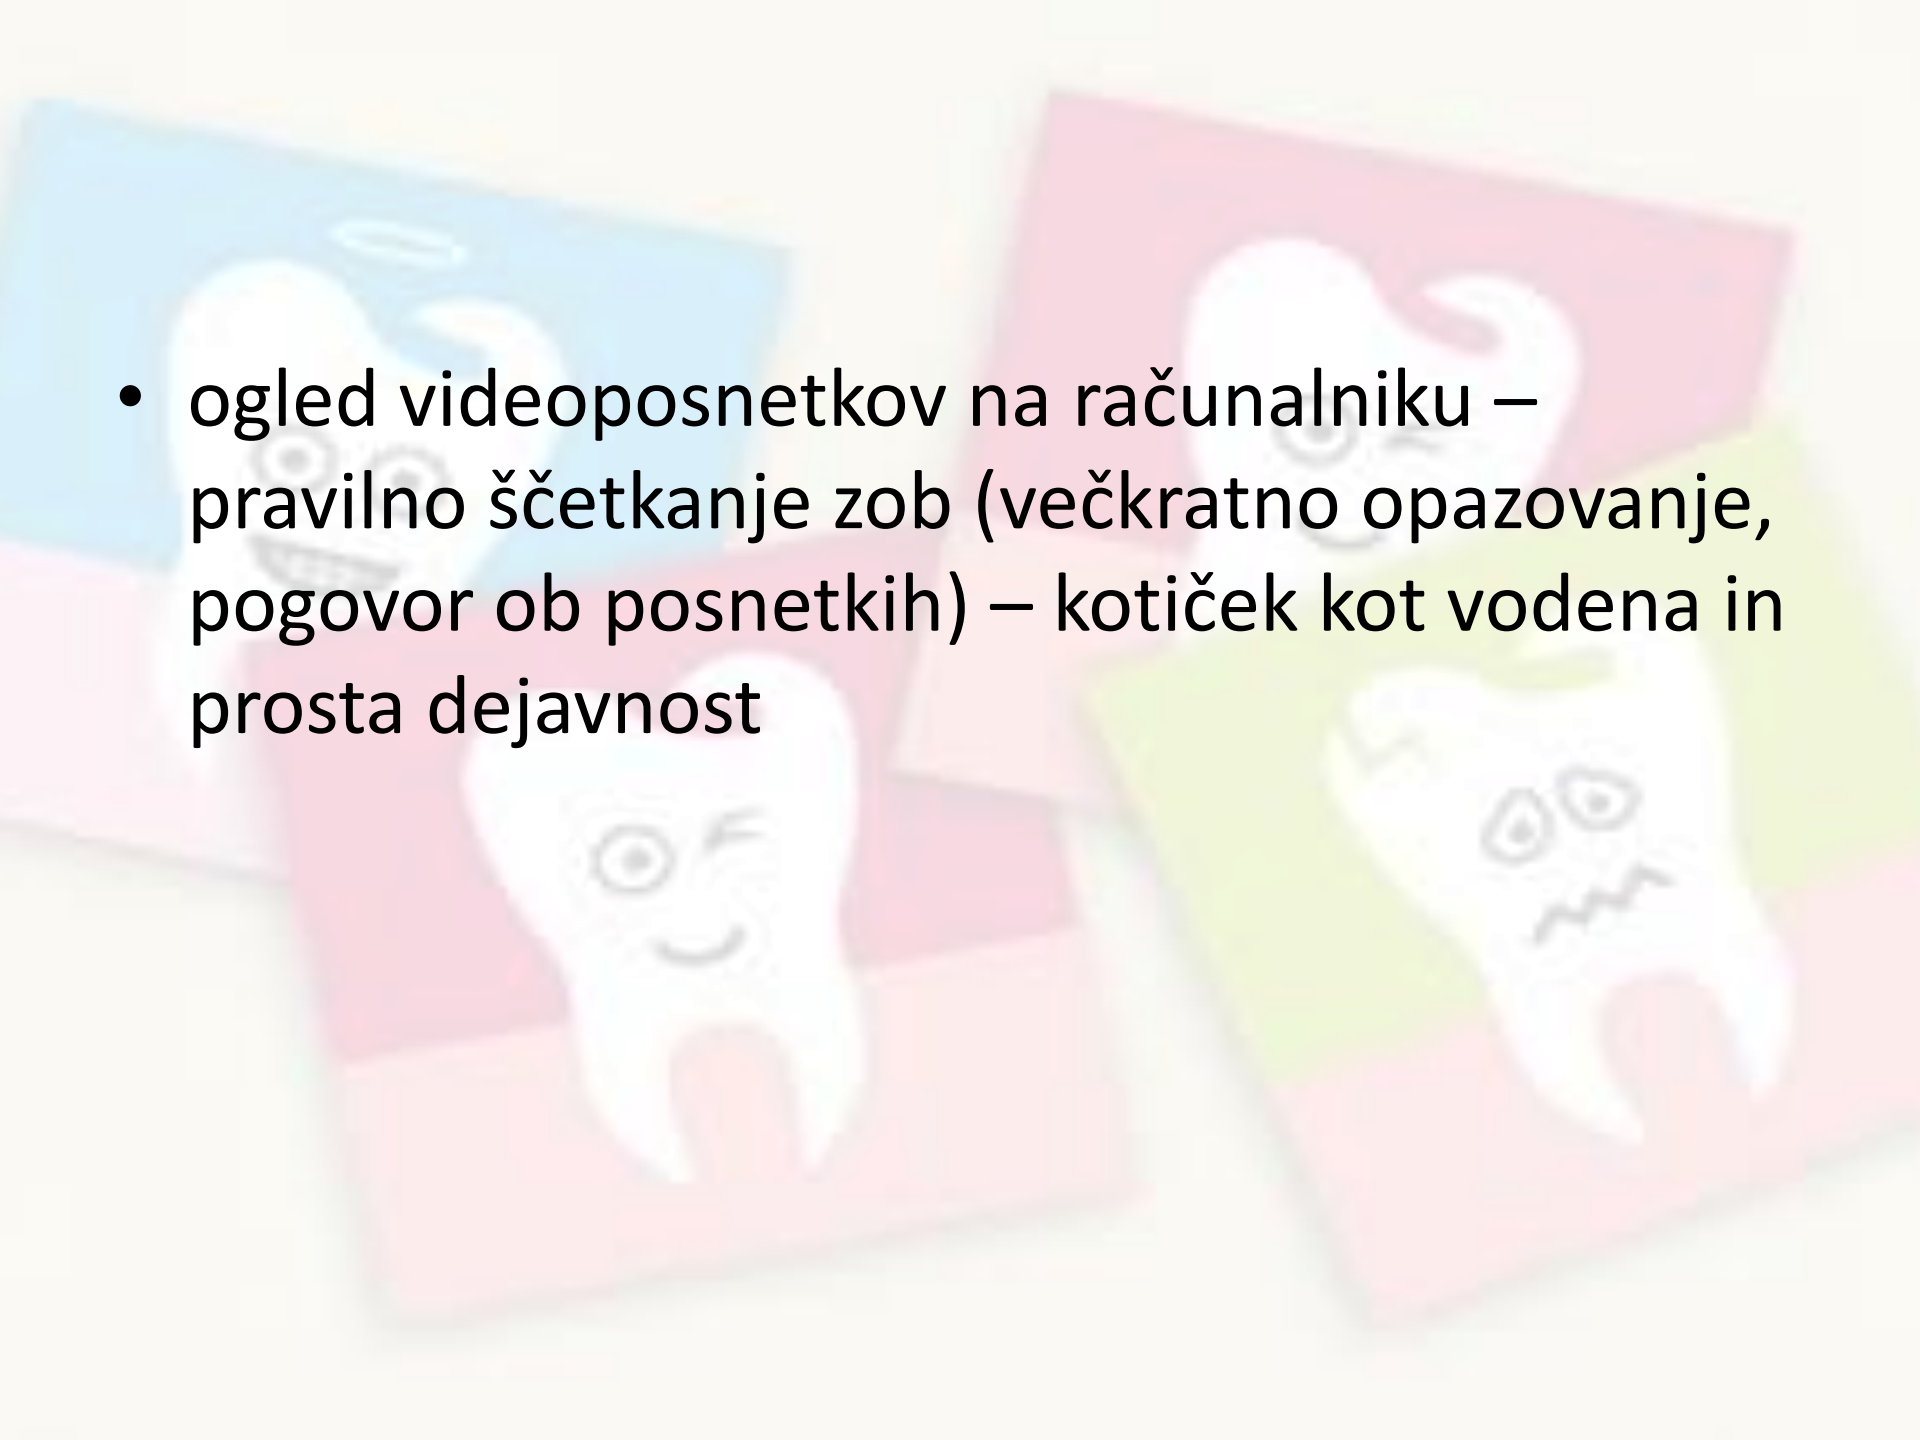 • ogled videoposnetkov na računalniku –
pravilno ščetkanje zob (večkratno opazovanje,
pogovor ob posnetkih) – kotiček kot vodena in
prosta dejavnost